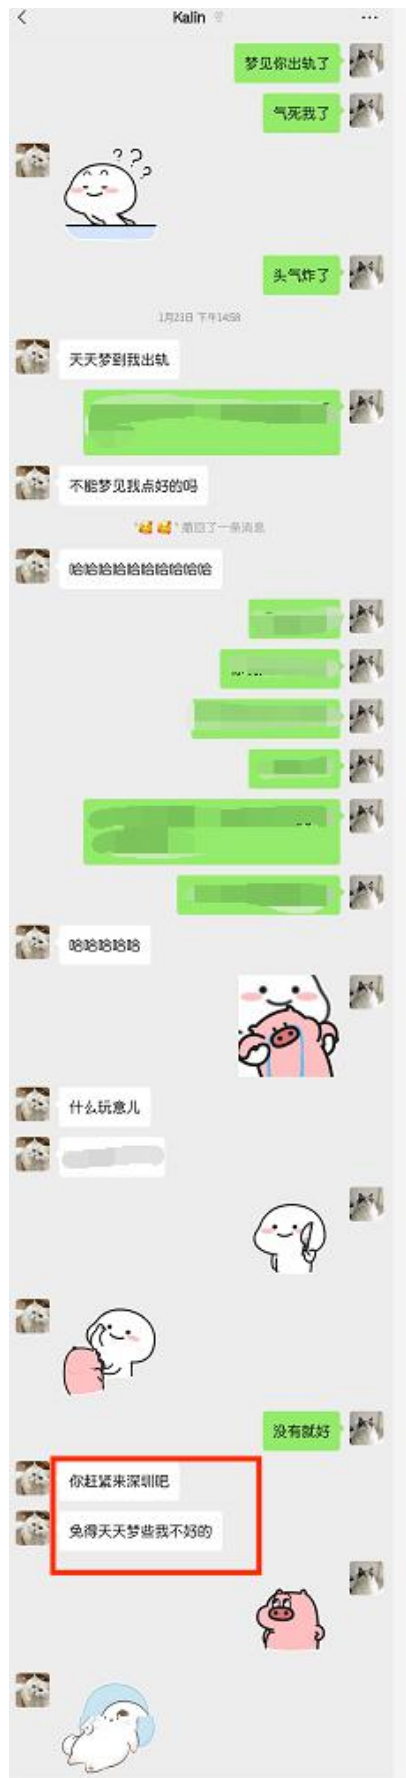 Kalin
梦见你出轨了
气死我了
???
头气炸了
1月23日 下午14:58
天天梦到我出轨
不能梦见我点好的吗
"🥰 🥰" 撤回了一条消息
哈哈哈哈哈哈哈哈哈哈
哈哈哈哈哈
什么玩意儿
没有就好
你赶紧来深圳吧
免得天天梦些我不好的